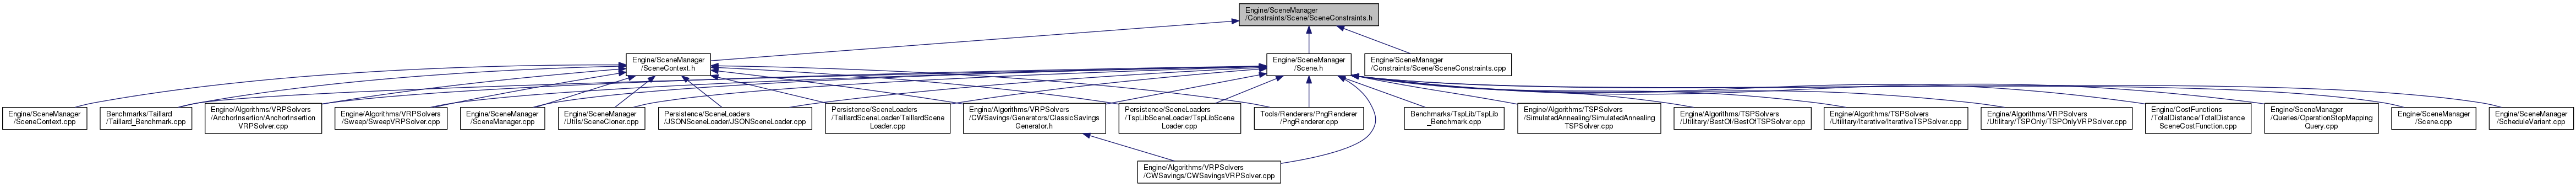 Engine/SceneManager
/Constraints/Scene/SceneConstraints.h
Engine/SceneManager
/SceneContext.h
Engine/SceneManager
/Scene.h
Engine/SceneManager
/Constraints/Scene/SceneConstraints.cpp
Engine/SceneManager
/SceneContext.cpp
Benchmarks/Taillard
/Taillard_Benchmark.cpp
Engine/Algorithms/VRPSolvers
/AnchorInsertion/AnchorInsertion
VRPSolver.cpp
Engine/Algorithms/VRPSolvers
/Sweep/SweepVRPSolver.cpp
Engine/SceneManager
/SceneManager.cpp
Engine/SceneManager
/Utils/SceneCloner.cpp
Persistence/SceneLoaders
/JSONSceneLoader/JSONSceneLoader.cpp
Persistence/SceneLoaders
/TaillardSceneLoader/TaillardScene
Loader.cpp
Engine/Algorithms/VRPSolvers
/CWSavings/Generators/ClassicSavings
Generator.h
Persistence/SceneLoaders
/TspLibSceneLoader/TspLibScene
Loader.cpp
Tools/Renderers/PngRenderer
/PngRenderer.cpp
Benchmarks/TspLib/TspLib
_Benchmark.cpp
Engine/Algorithms/TSPSolvers
/SimulatedAnnealing/SimulatedAnnealing
TSPSolver.cpp
Engine/Algorithms/TSPSolvers
/Utility/BestOf/BestOfTSPSolver.cpp
Engine/Algorithms/TSPSolvers
/Utility/Iterative/IterativeTSPSolver.cpp
Engine/Algorithms/VRPSolvers
/Utility/TSPOnly/TSPOnlyVRPSolver.cpp
Engine/CostFunctions
/TotalDistance/TotalDistance
SceneCostFunction.cpp
Engine/SceneManager
/Queries/OperationStopMapping
Query.cpp
Engine/SceneManager
/Scene.cpp
Engine/SceneManager
/ScheduleVariant.cpp
Engine/Algorithms/VRPSolvers
/CWSavings/CWSavingsVRPSolver.cpp